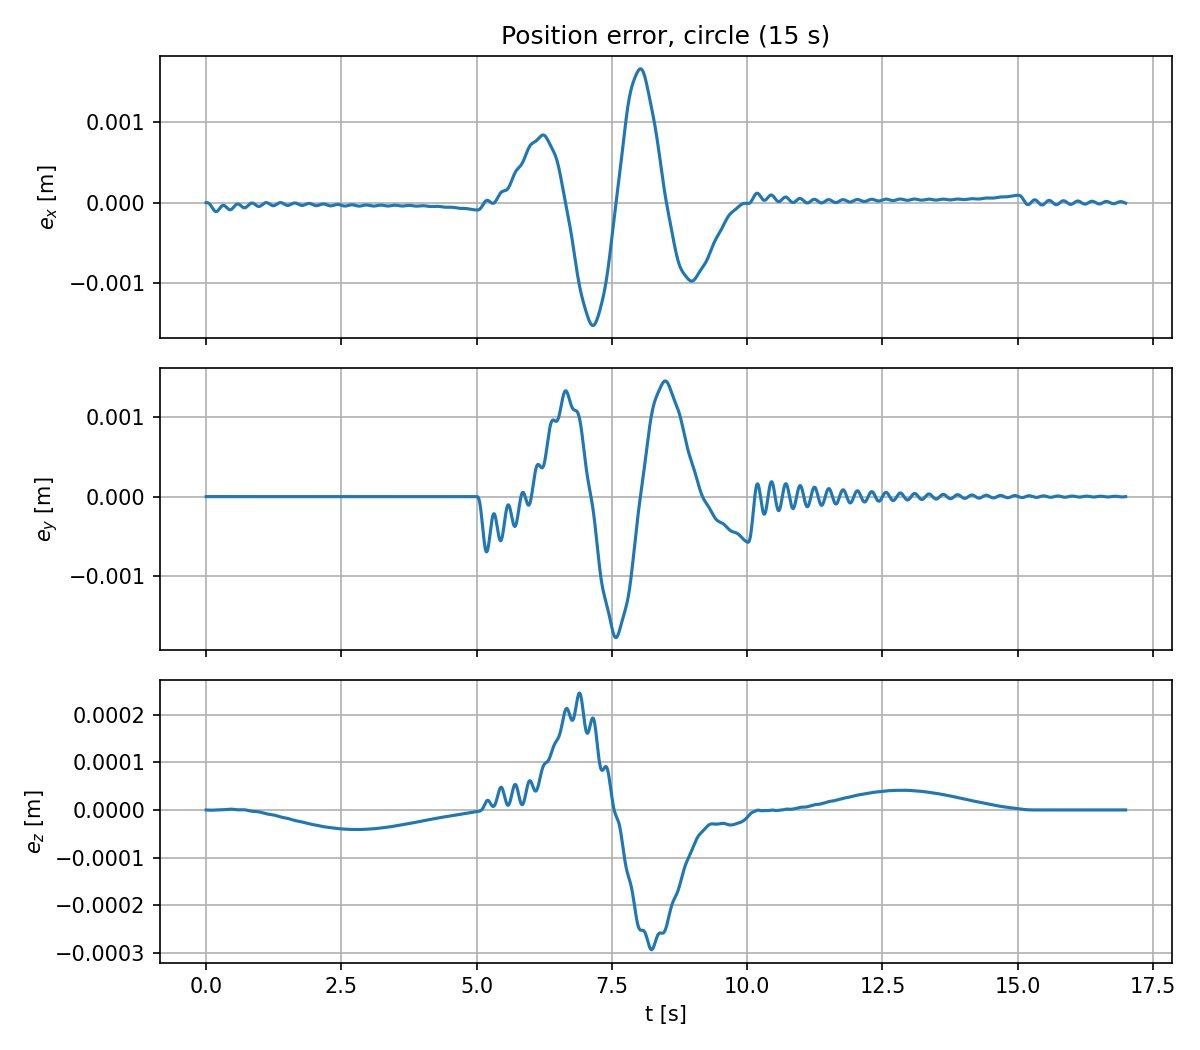 Position error, circle (15 s)
0.001
0.000
−0.001
e_x [m]
0.001
0.000
−0.001
e_y [m]
0.0002
0.0001
0.0000
−0.0001
−0.0002
−0.0003
e_z [m]
0.0 2.5 5.0 7.5 10.0 12.5 15.0 17.5
t [s]